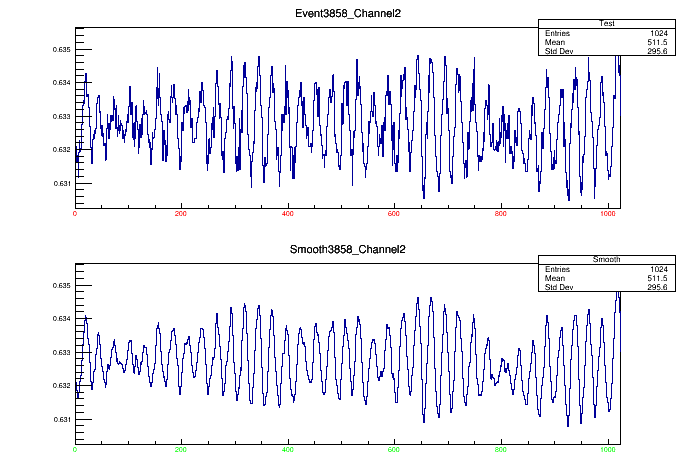 Event3858_Channel2
Test
Entries 1024
Mean 511.5
Std Dev 295.6
0.635
0.634
0.633
0.632
0.631
0 200 400 600 800 1000
Smooth3858_Channel2
Smooth
Entries 1024
Mean 511.5
Std Dev 295.6
0.635
0.634
0.633
0.632
0.631
0 200 400 600 800 1000